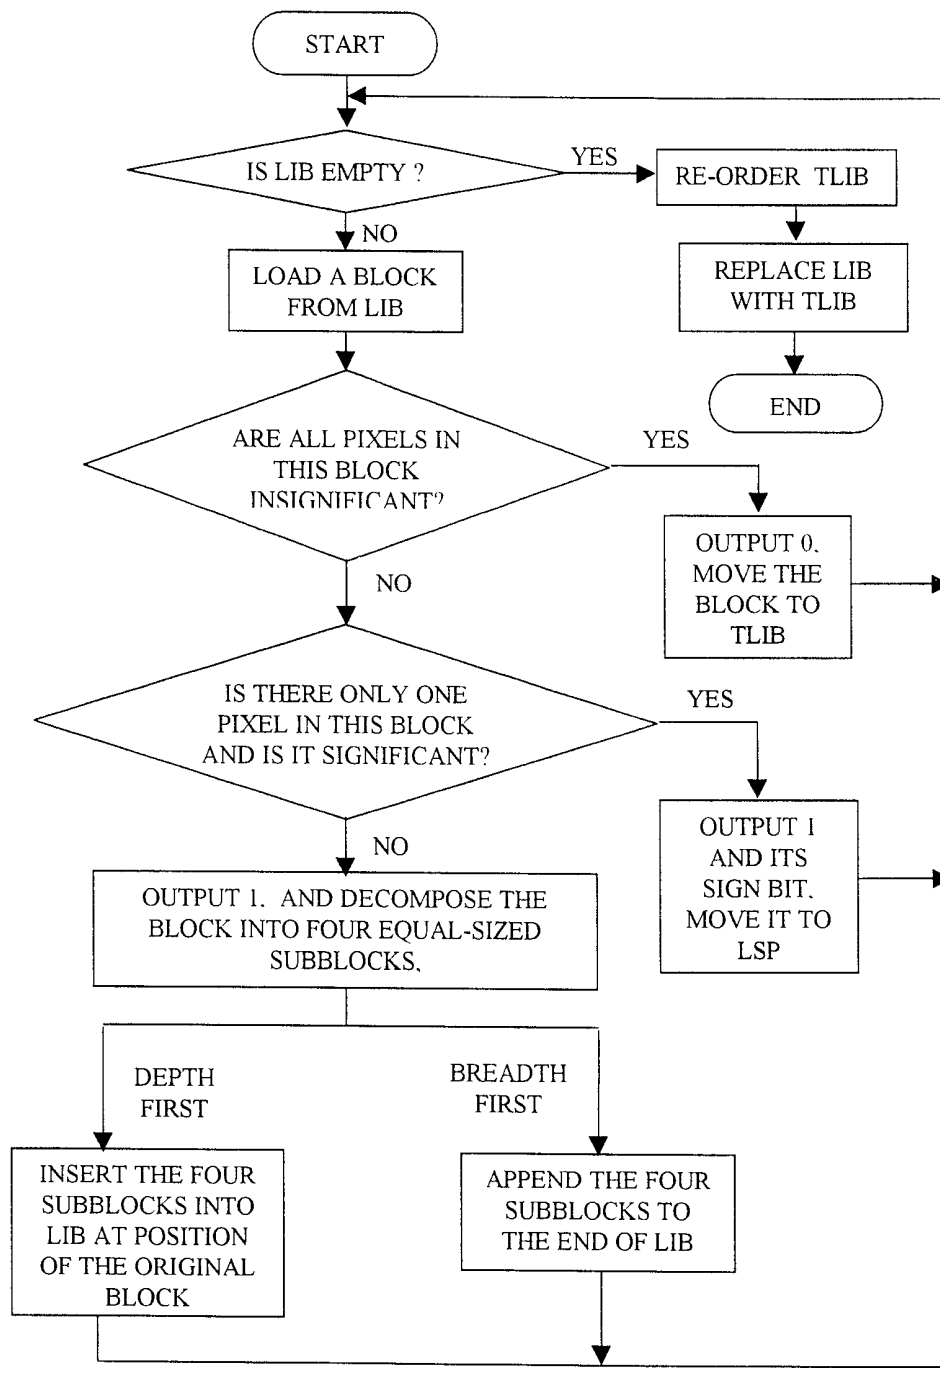 START
IS LIB EMPTY ?
YES
RE-ORDER TLIB
NO
LOAD A BLOCK
FROM LIB
REPLACE LIB
WITH TLIB
END
ARE ALL PIXELS IN
THIS BLOCK
INSIGNIFICANT?
YES
OUTPUT 0.
MOVE THE
BLOCK TO
TLIB
NO
IS THERE ONLY ONE
PIXEL IN THIS BLOCK
AND IS IT SIGNIFICANT?
YES
OUTPUT 1
AND ITS
SIGN BIT.
MOVE IT TO
LSP
NO
OUTPUT 1. AND DECOMPOSE THE
BLOCK INTO FOUR EQUAL-SIZED
SUBBLOCKS.
DEPTH
FIRST
BREADTH
FIRST
INSERT THE FOUR
SUBBLOCKS INTO
LIB AT POSITION
OF THE ORIGINAL
BLOCK
APPEND THE FOUR
SUBBLOCKS TO
THE END OF LIB